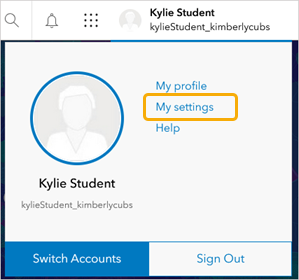 Kylie Student
kylieStudent_kimberlycubs
My profile
My settings
Help
Kylie Student
kylieStudent_kimberlycubs
Switch Accounts
Sign Out